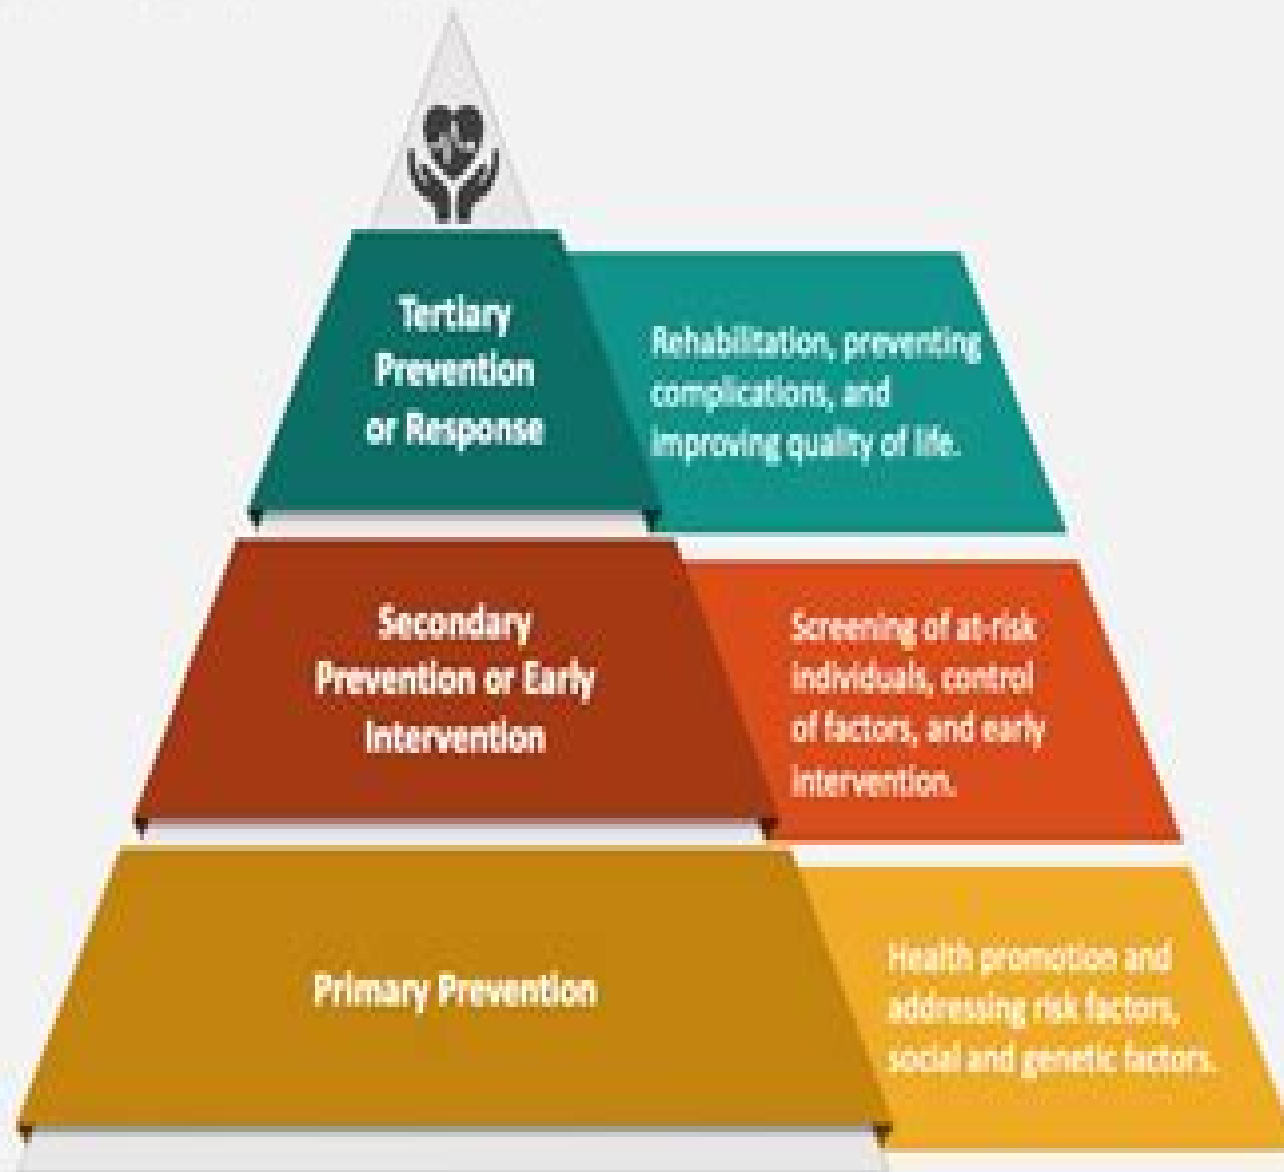 Tertiary
Prevention
or Response
Rehabilitation, preventing
complications, and
improving quality of life.
Secondary
Prevention or Early
Intervention
Screening of at-risk
individuals, control
of factors, and early
intervention.
Primary Prevention
Health promotion and
addressing risk factors,
social and genetic factors.